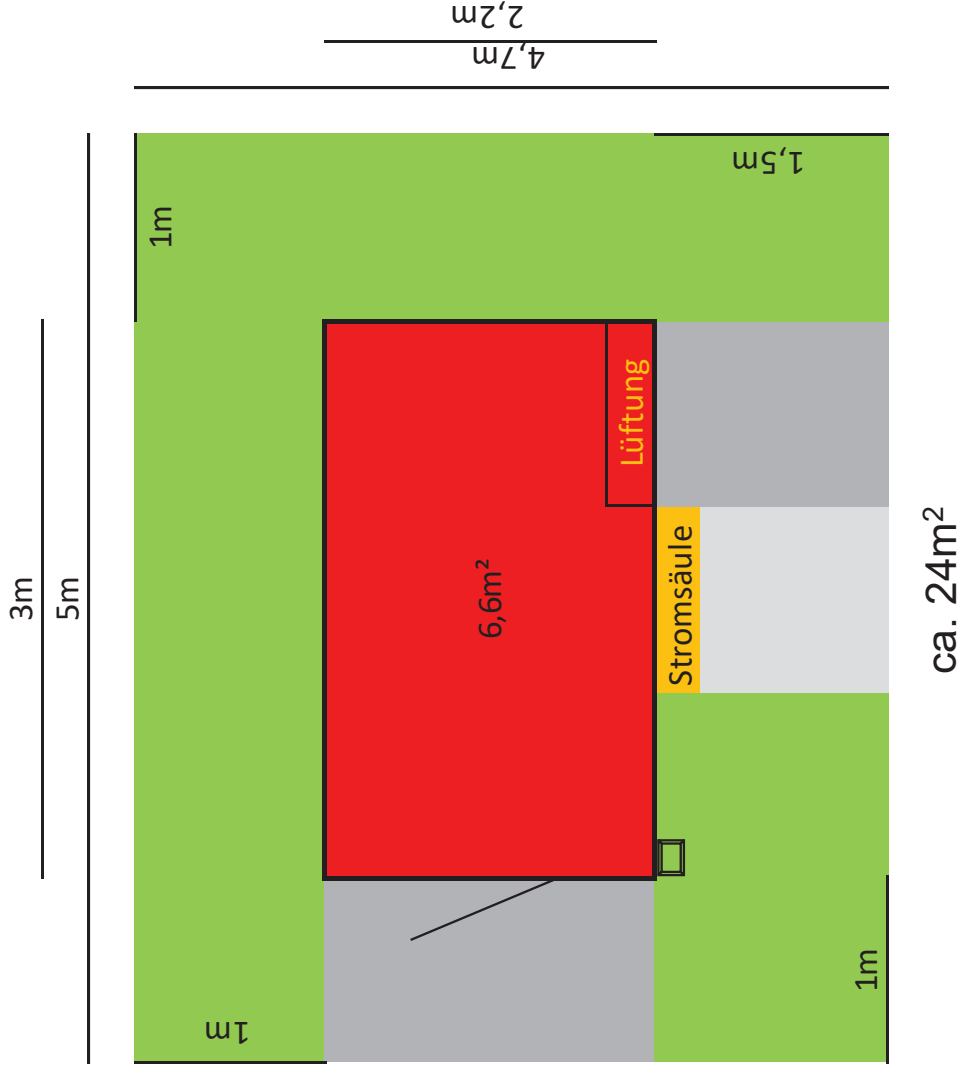 2,2m
4,7m
1,5m
1m
3m
5m
Lüftung
6,6m²
Stromsäule
ca. 24m²
1m
1m